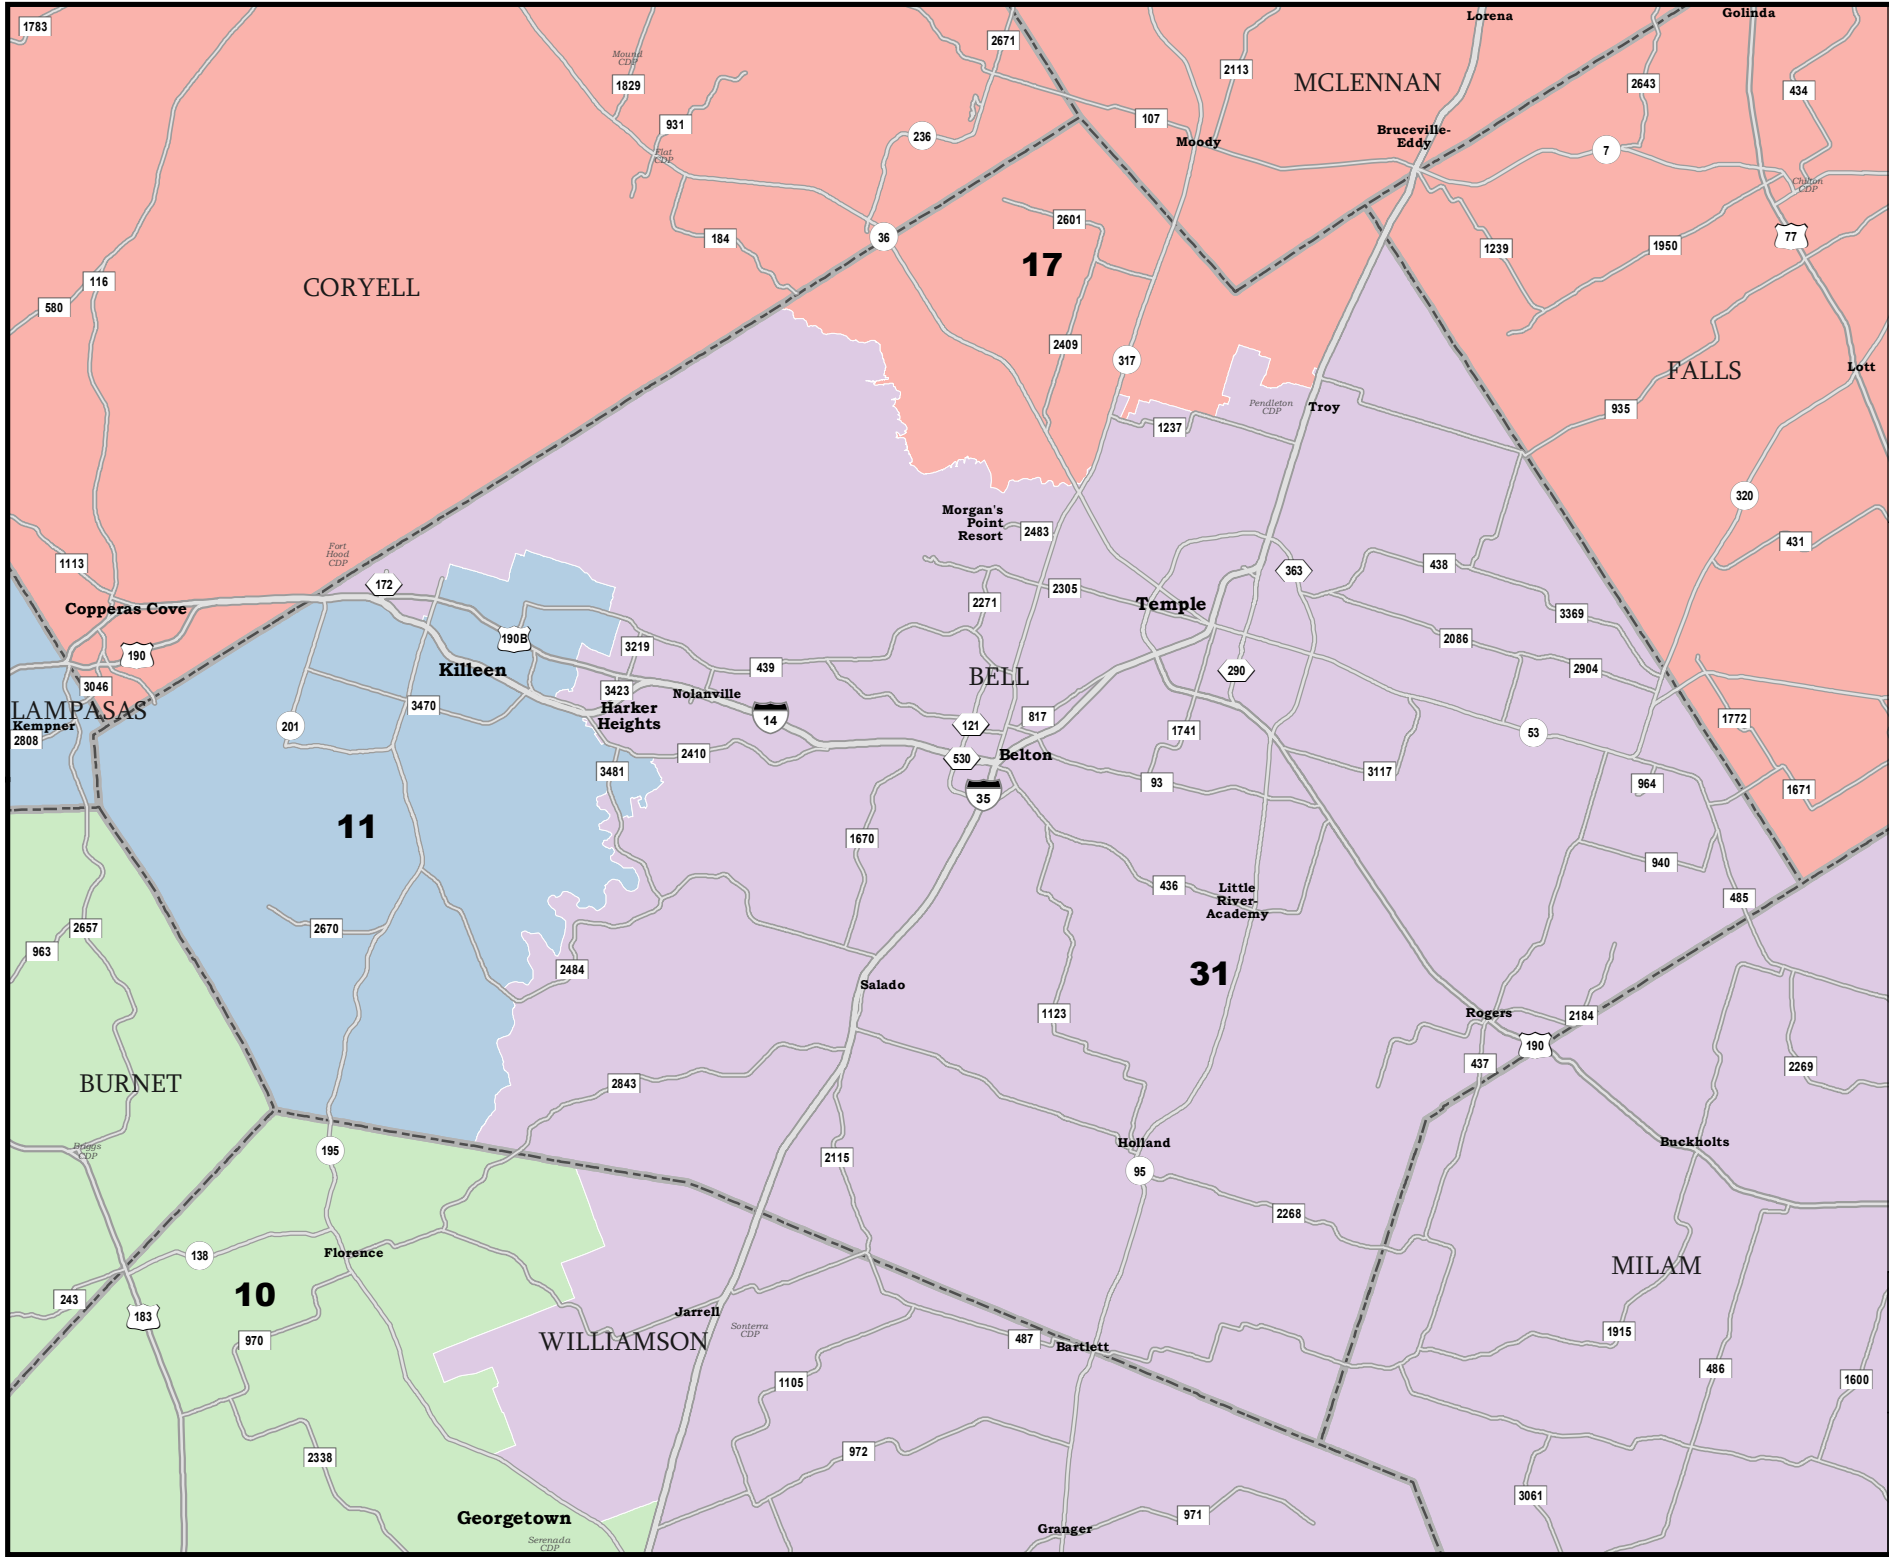 1783
Lorena
Golinda
2671
Mound
CDP
1829
2113
MCLENNAN
2643
434
931
236
107
Moody
Bruceville-
Eddy
7
Flat
CDP
Chilton
CDP
36
2601
184
17
1239
1950
77
116
CORYELL
580
2409
317
FALLS
Lott
Pendleton
CDP
Troy
935
1237
320
Morgan's
Point
Resort
2483
431
Fort
Hood
CDP
1113
172
363
438
2305
Temple
2271
3369
Copperas Cove
190B
190
3219
2086
439
BELL
290
2904
Killeen
3046
3423
Nolanville
LAMPASAS
Kempner
2808
3470
Harker
Heights
14
121
817
201
1772
1741
53
2410
530
Belton
3481
93
3117
964
35
1671
11
1670
940
436
Little
River-
Academy
485
2657
2670
963
2484
31
Salado
1123
Rogers
2184
190
437
2269
BURNET
2843
Boggs
CDP
195
2115
Holland
95
Buckholts
2268
138
Florence
MILAM
10
243
183
970
Jarrell
Sonterra
CDP
WILLIAMSON
487
Bartlett
1915
486
1105
1600
972
2338
3061
Georgetown
Serenada
CDP
971
Granger